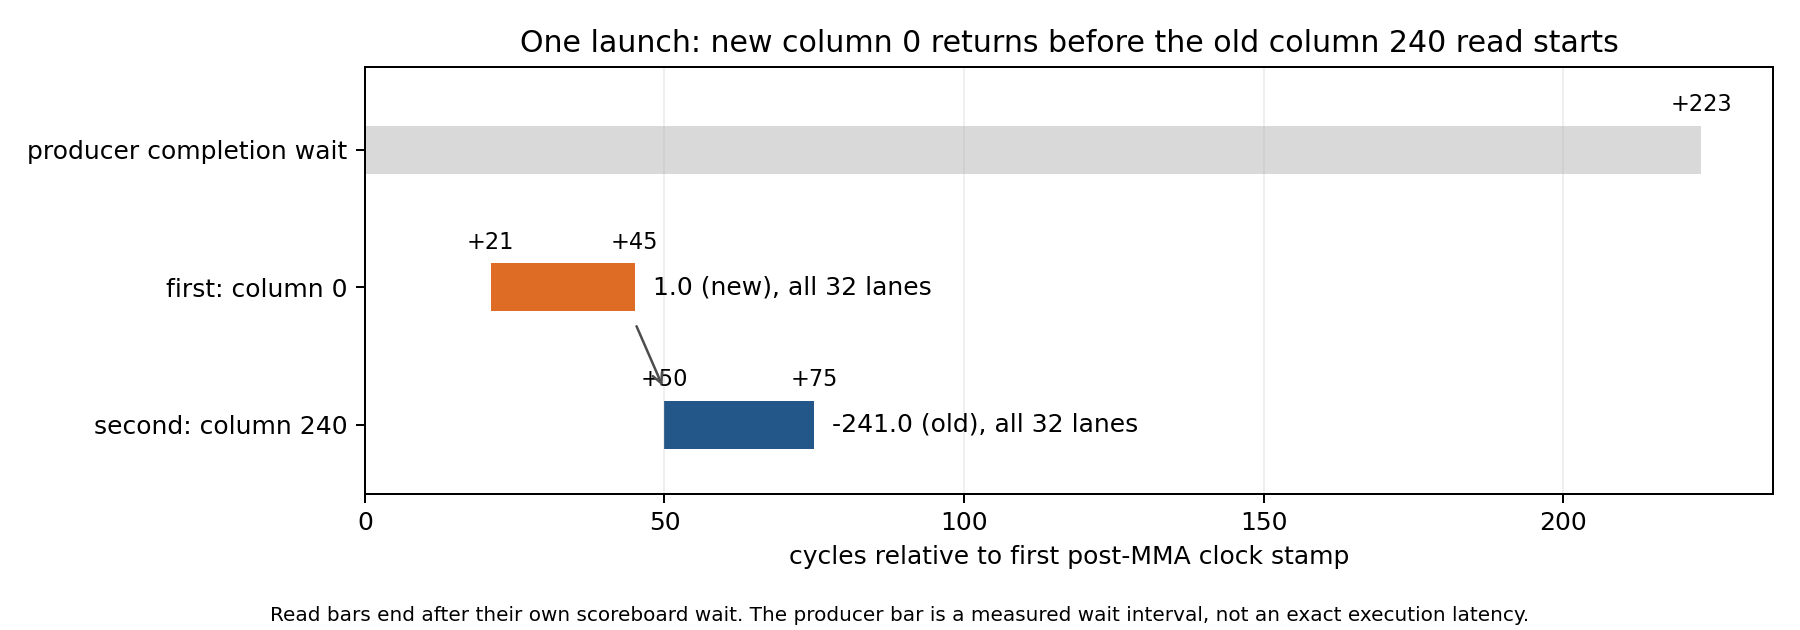 One launch: new column 0 returns before the old column 240 read starts
+223
producer completion wait
+21
+45
first: column 0
1.0 (new), all 32 lanes
+50
+75
second: column 240
-241.0 (old), all 32 lanes
0
50
100
150
200
cycles relative to first post-MMA clock stamp
Read bars end after their own scoreboard wait. The producer bar is a measured wait interval, not an exact execution latency.